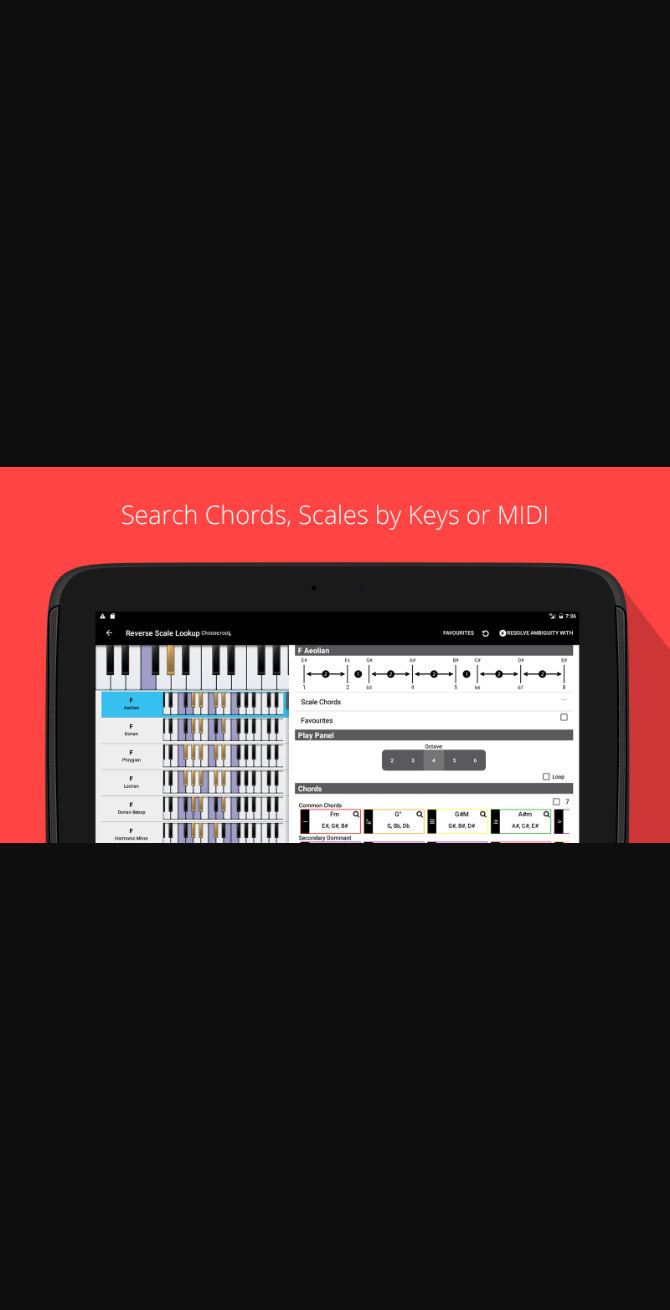 Search Chords, Scales by Keys or MIDI
7:36
Reverse Scale Lookup Choose root
FAVOURITES
RESOLVE AMBIGUITY WITH
F Aeolian
E# Fx G# A# B# C# D# E#
2 1 2 2 1 2 2
1 2 b3 4 5 b6 b7 8
F
Aeolian
Scale Chords
F
Dorian
Favourites
Play Panel
F
Phrygian
Octave:
2 3 4 5 6
F
Locrian
Loop
Chords
F
Dorian Bebop
Common Chords
7
Fm G° G#M A#m
E#, G#, B# G, Bb, Db G#, B#, D# A#, C#, E#
F
Harmonic Minor
Secondary Dominant